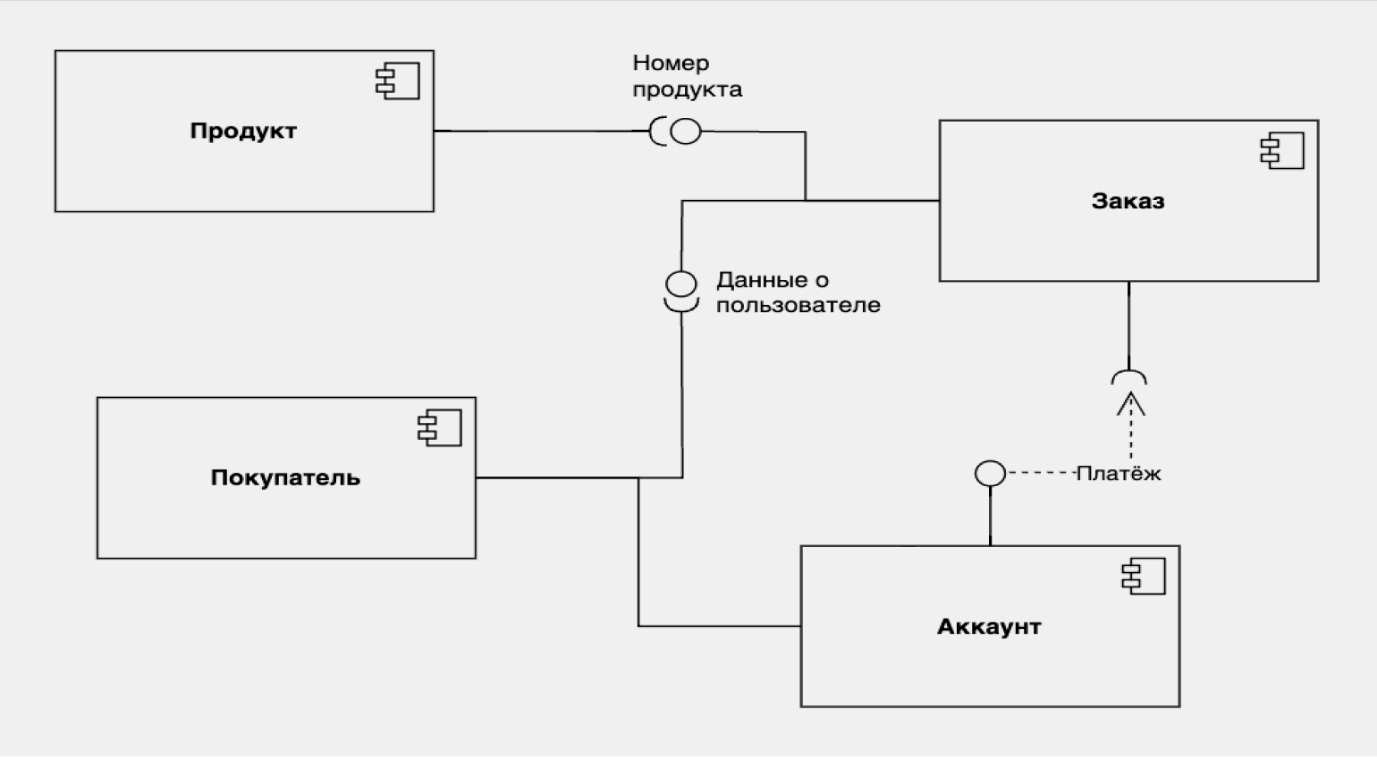 Номер
продукта
Продукт
Заказ
Данные о
пользователе
Покупатель
Платёж
Аккаунт